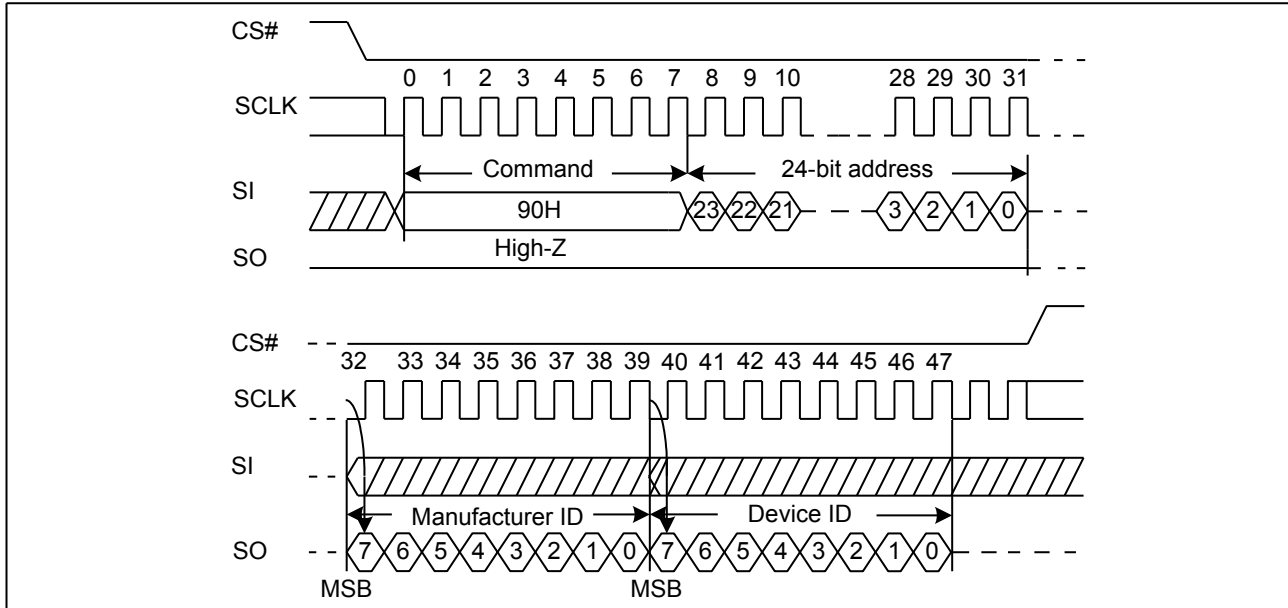 CS#
0 1 2 3 4 5 6 7 8 9 10 28 29 30 31
SCLK
Command 24-bit address
SI
90H 23 22 21 3 2 1 0
High-Z
SO
CS#
32 33 34 35 36 37 38 39 40 41 42 43 44 45 46 47
SCLK
SI
Manufacturer ID Device ID
SO 7 6 5 4 3 2 1 0 7 6 5 4 3 2 1 0
MSB MSB